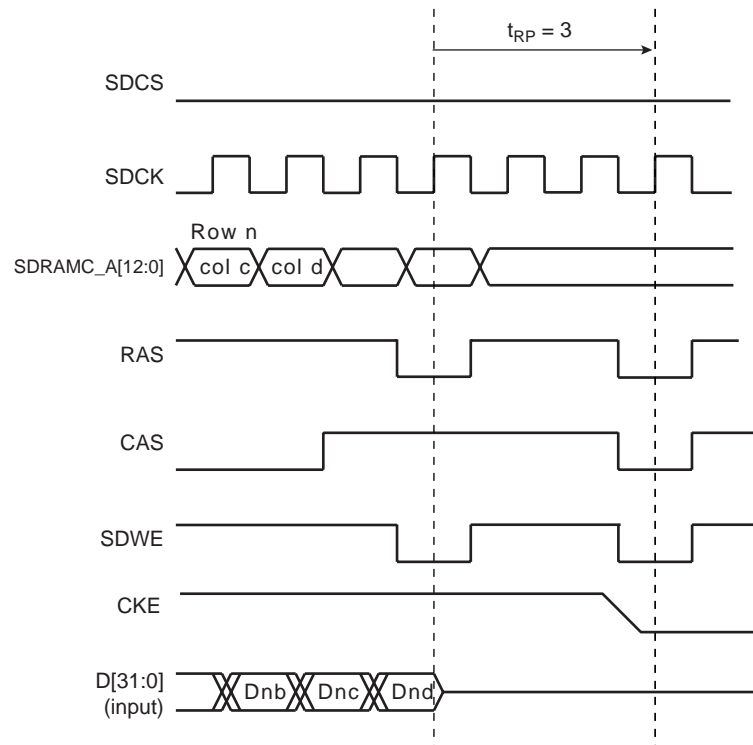 tRP = 3
SDCS
SDCK
Row n
SDRAMC_A[12:0]
col c col d
RAS
CAS
SDWE
CKE
D[31:0]
(input)
Dnb Dnc Dnd